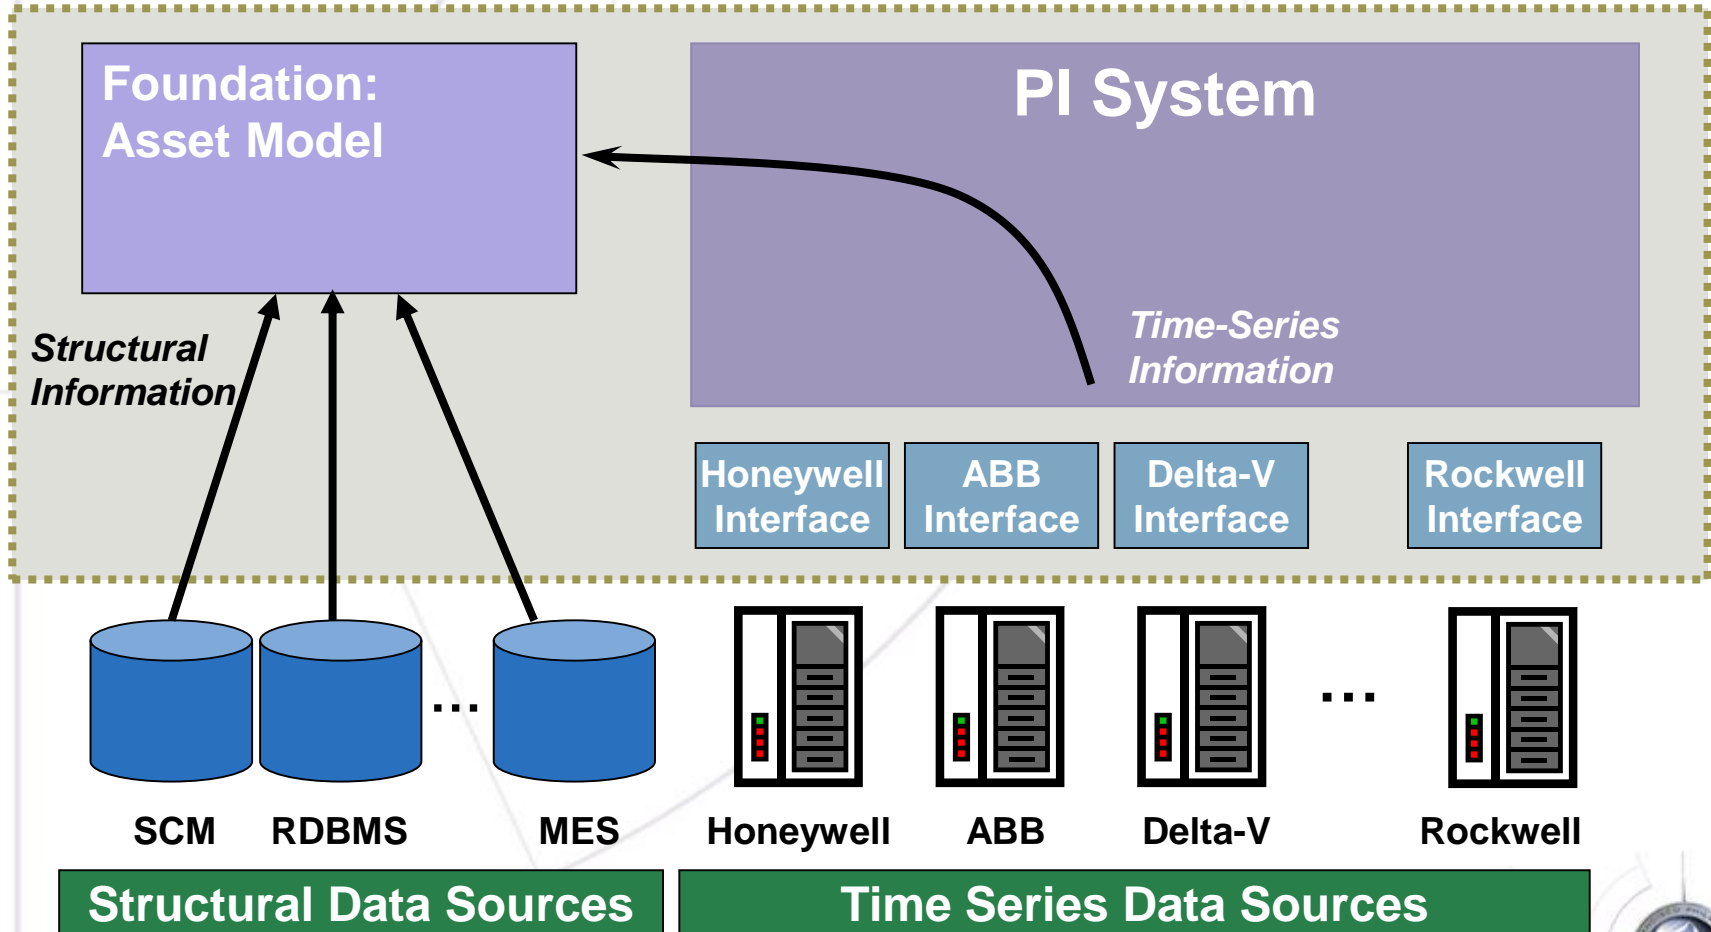 Foundation:
Asset Model
PI System
Structural
Information
Time-Series
Information
Honeywell
Interface
ABB
Interface
Delta-V
Interface
Rockwell
Interface
...
...
SCM
RDBMS
MES
Honeywell
ABB
Delta-V
Rockwell
Structural Data Sources
Time Series Data Sources